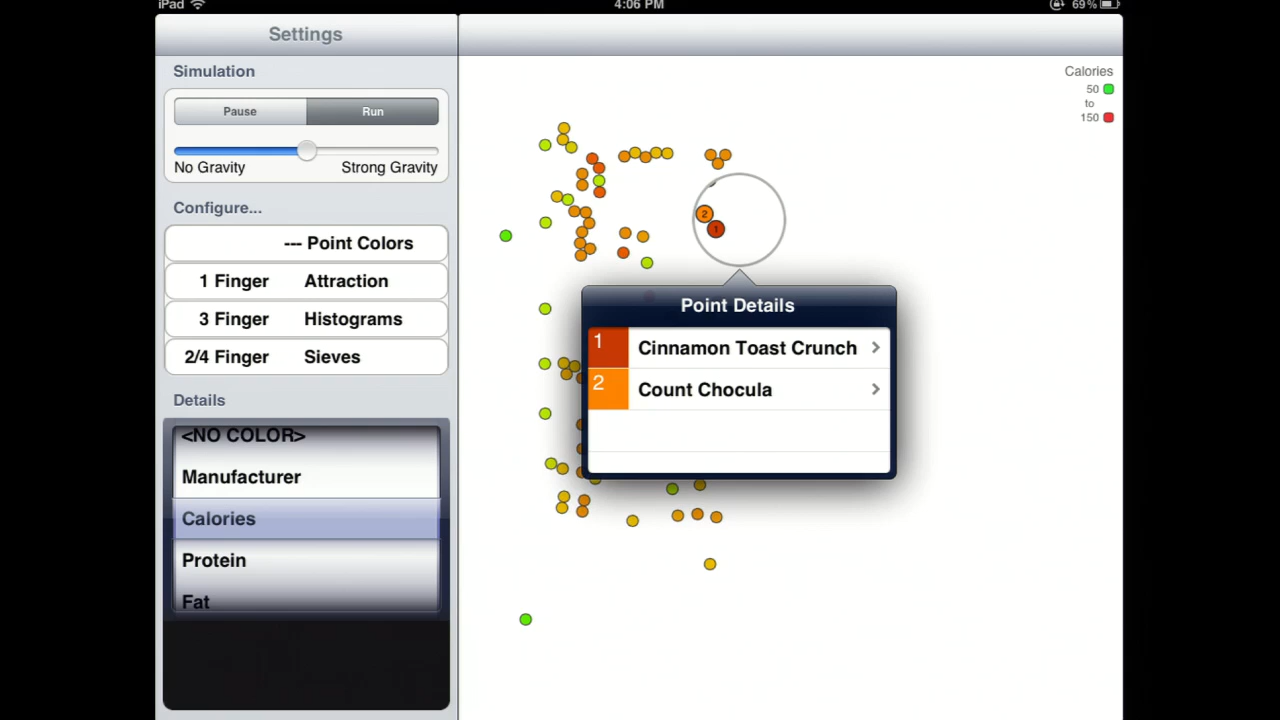 iPad 4:06 PM 69%
Settings
Simulation
Pause Run
No Gravity Strong Gravity
Configure...
--- Point Colors
1 Finger Attraction
3 Finger Histograms
2/4 Finger Sieves
Details
<NO COLOR>
Manufacturer
Calories
Protein
Fat
Calories
50
to
150
2
1
Point Details
1 Cinnamon Toast Crunch
2 Count Chocula